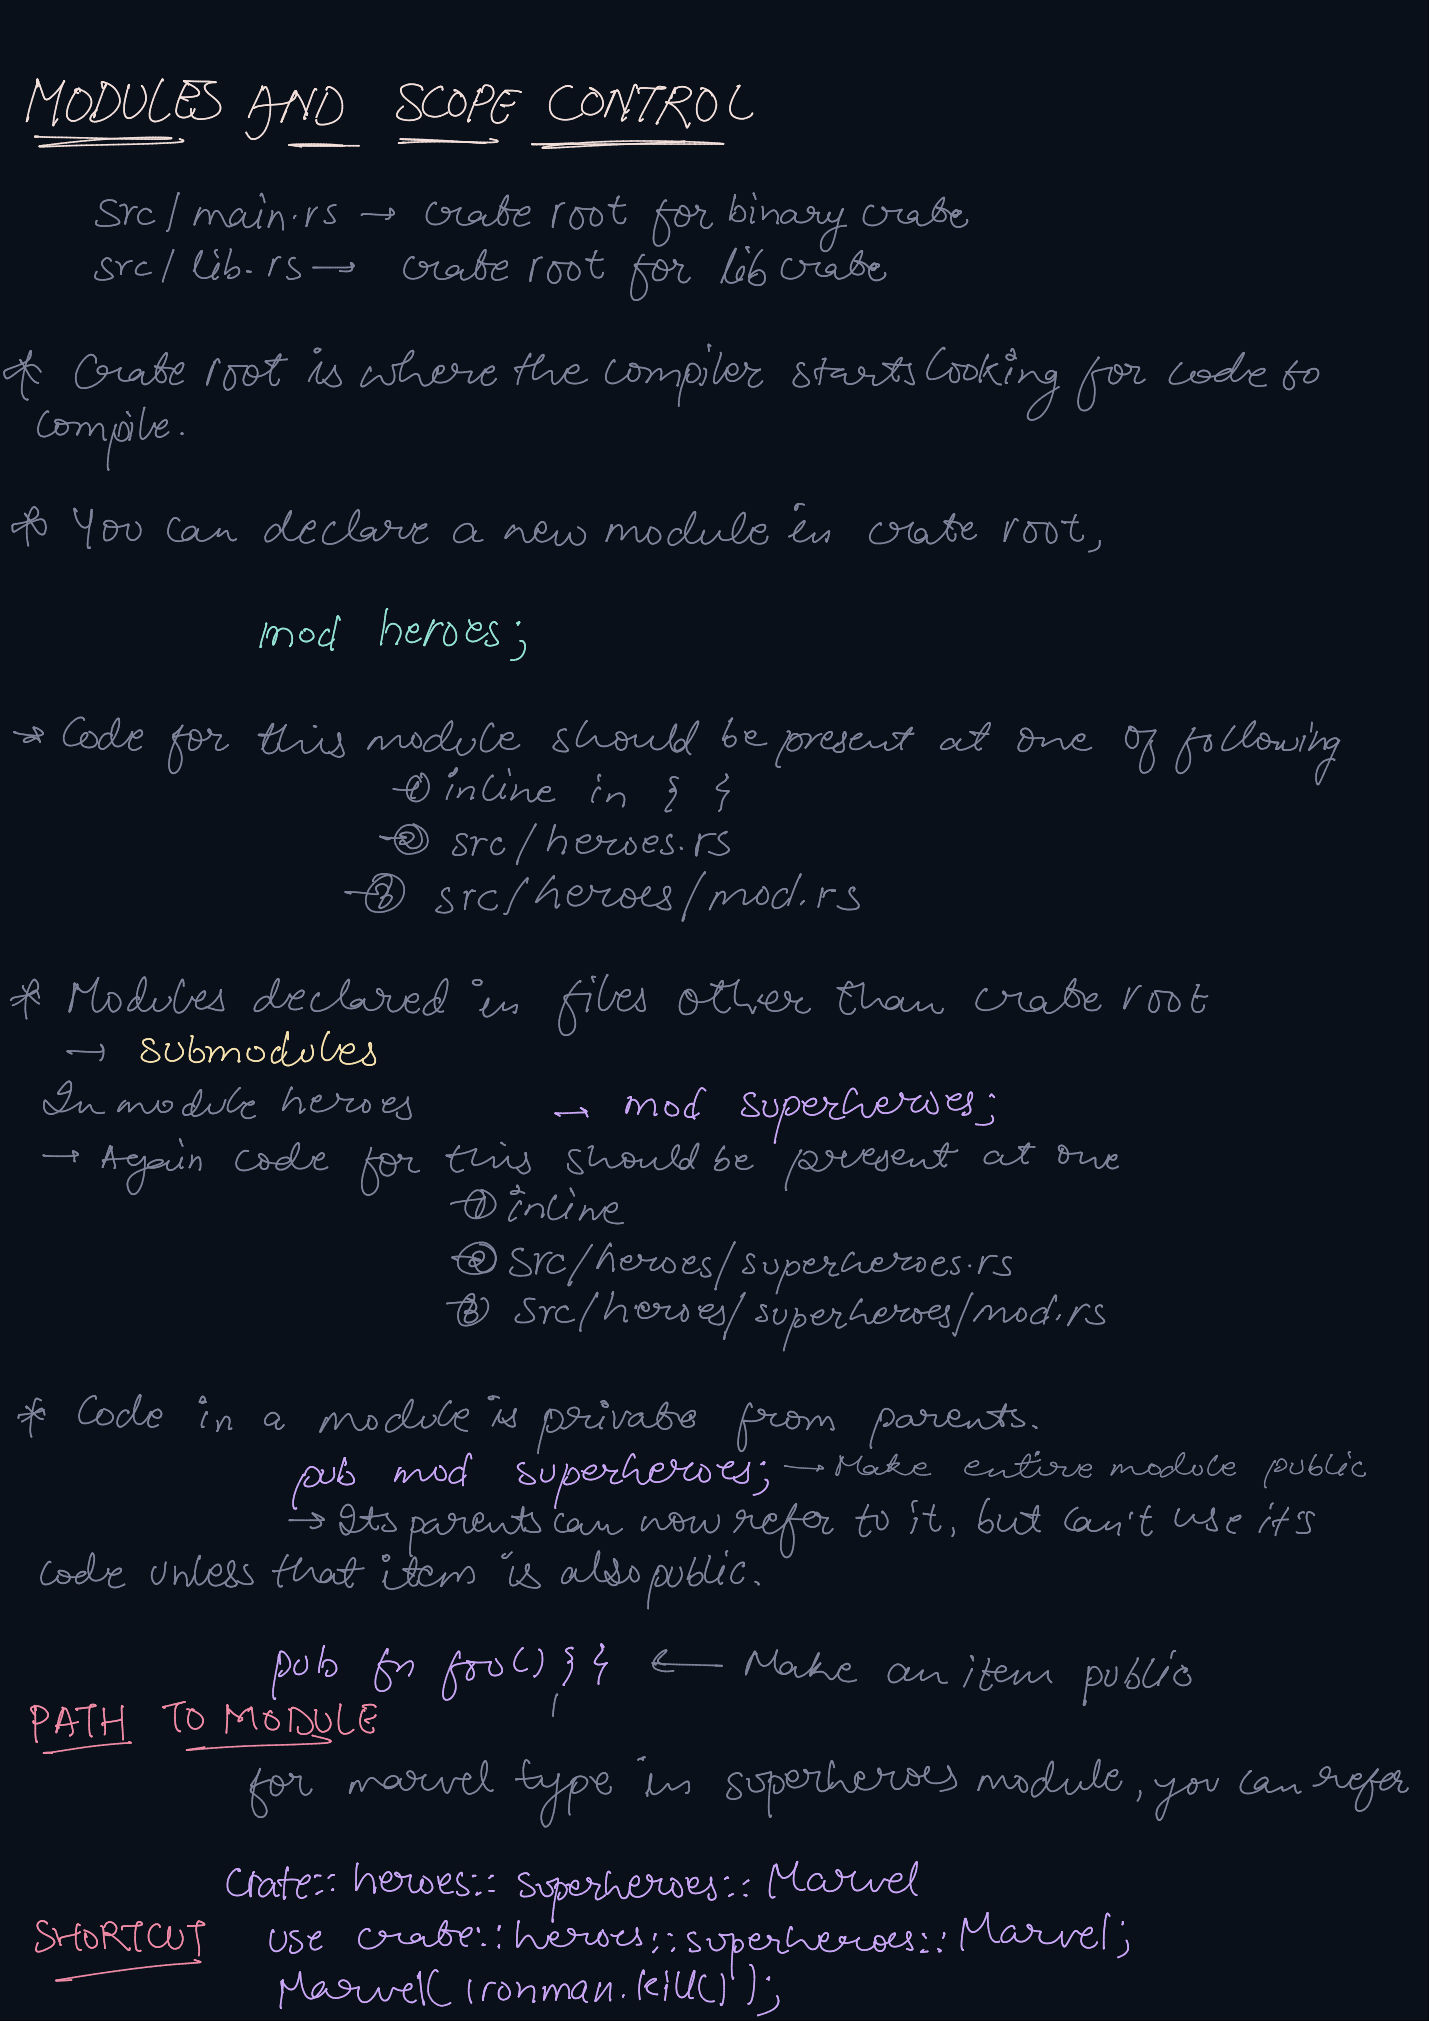 MODULES AND SCOPE CONTROL
src/main.rs → crate root for binary crate
src/lib.rs → crate root for lib crate
* Crate root is where the compiler starts looking for code to
compile.
* You can declare a new module in crate root,
mod heroes;
→ Code for this module should be present at one of following
→ ① inline in { }
→ ② src/heroes.rs
→ ③ src/heroes/mod.rs
* Modules declared in files other than crate root
→ submodules
In module heroes → mod superheroes;
→ Again code for this should be present at one
→ ① inline
→ ② src/heroes/superheroes.rs
→ ③ src/heroes/superheroes/mod.rs
* Code in a module is private from parents.
pub mod superheroes; → Make entire module public
→ Its parents can now refer to it, but can't use it's
code unless that item is also public.
pub fn foo() { } ← Make an item public
PATH TO MODULE
for marvel type in superheroes module, you can refer
crate::heroes::superheroes::Marvel
SHORTCUT use crate::heroes::superheroes::Marvel;
Marvel(ironman.kill());